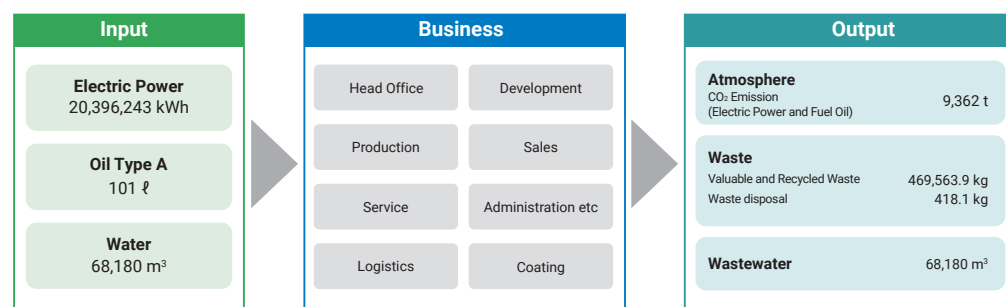 Input
Electric Power
20,396,243 kWh
Oil Type A
101 ℓ
Water
68,180 m³
Business
Head Office
Development
Production
Sales
Service
Administration etc
Logistics
Coating
Output
Atmosphere
CO₂ Emission
(Electric Power and Fuel Oil)
9,362 t
Waste
Valuable and Recycled Waste 469,563.9 kg
Waste disposal 418.1 kg
Wastewater 68,180 m³